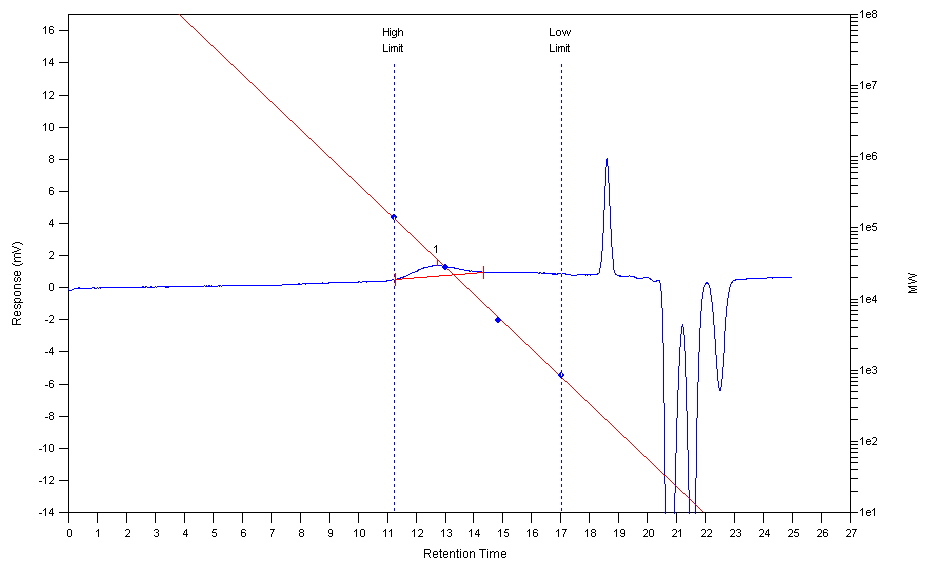 16
14
12
10
8
6
4
2
0
-2
-4
-6
-8
-10
-12
-14
Response (mV)
High
Limit
Low
Limit
1
1e8
1e7
1e6
1e5
1e4
1e3
1e2
1e1
MW
0 1 2 3 4 5 6 7 8 9 10 11 12 13 14 15 16 17 18 19 20 21 22 23 24 25 26 27
Retention Time